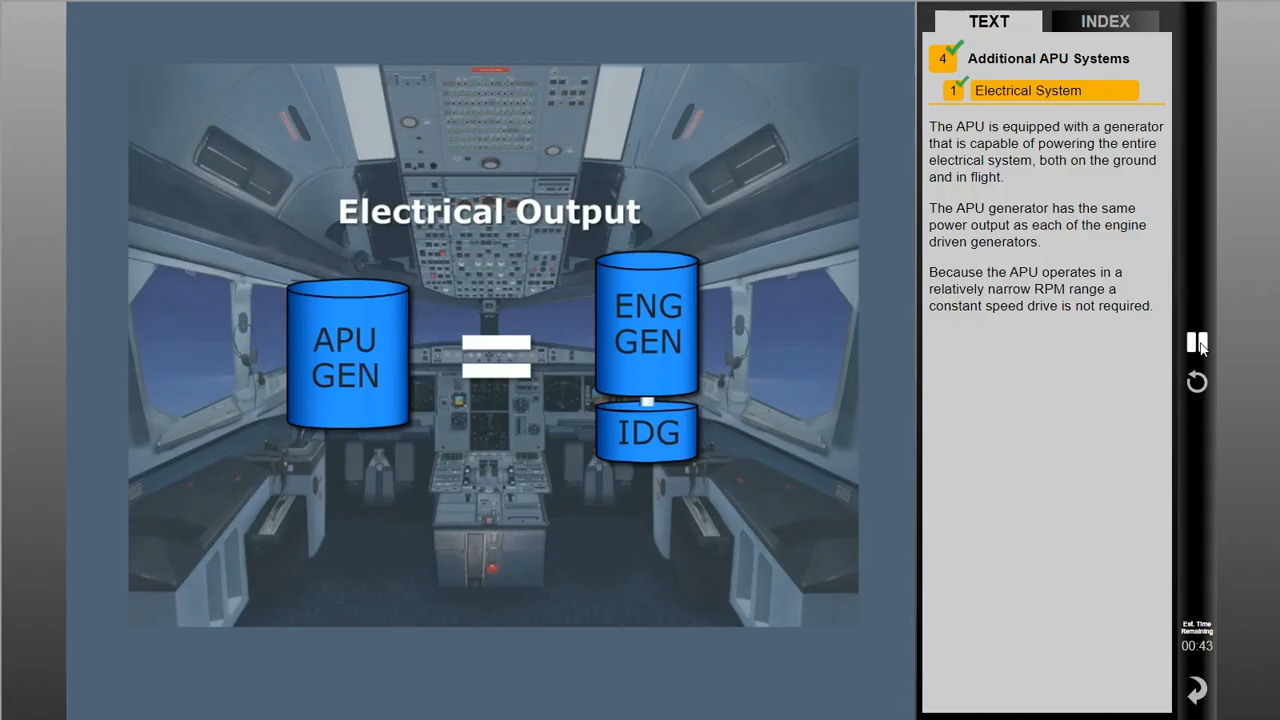 TEXT
INDEX
4
Additional APU Systems
1
Electrical System
The APU is equipped with a generator
that is capable of powering the entire
electrical system, both on the ground
and in flight.
The APU generator has the same
power output as each of the engine
driven generators.
Because the APU operates in a
relatively narrow RPM range a
constant speed drive is not required.
Electrical Output
APU
GEN
ENG
GEN
IDG
Est. Time
Remaining
00:43